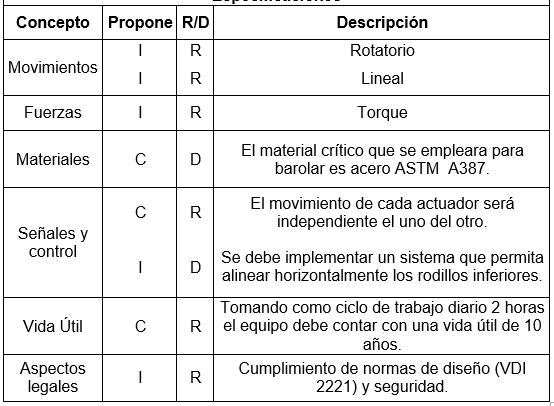 Concepto Propone R/D Descripción
Movimientos
I R Rotatorio
I R Lineal
Fuerzas I R Torque
Materiales C D El material crítico que se empleara para
barolar es acero ASTM A387.
Señales y
control
C R El movimiento de cada actuador será
independiente el uno del otro.
I D Se debe implementar un sistema que permita
alinear horizontalmente los rodillos inferiores.
Vida Útil C R Tomando como ciclo de trabajo diario 2 horas
el equipo debe contar con una vida útil de 10
años.
Aspectos
legales
I R Cumplimiento de normas de diseño (VDI
2221) y seguridad.